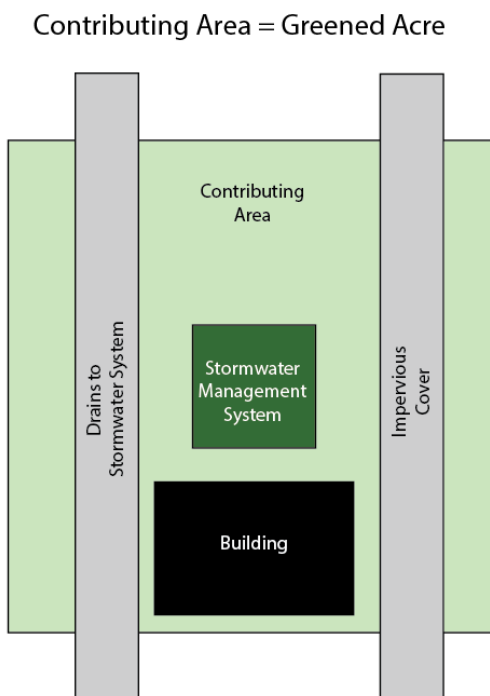 Contributing Area = Greened Acre
Contributing
Area
Drains to
Stormwater System
Stormwater
Management
System
Impervious
Cover
Building